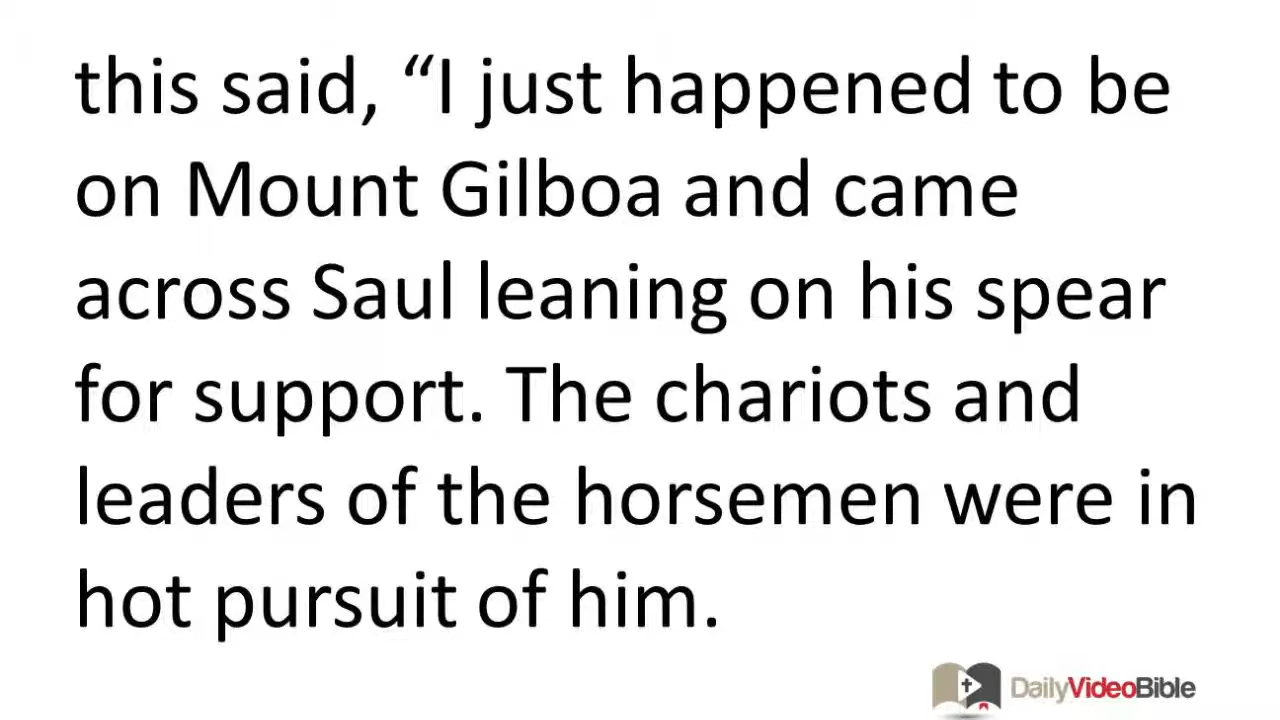 this said, “I just happened to be
on Mount Gilboa and came
across Saul leaning on his spear
for support. The chariots and
leaders of the horsemen were in
hot pursuit of him.
DailyVideoBible